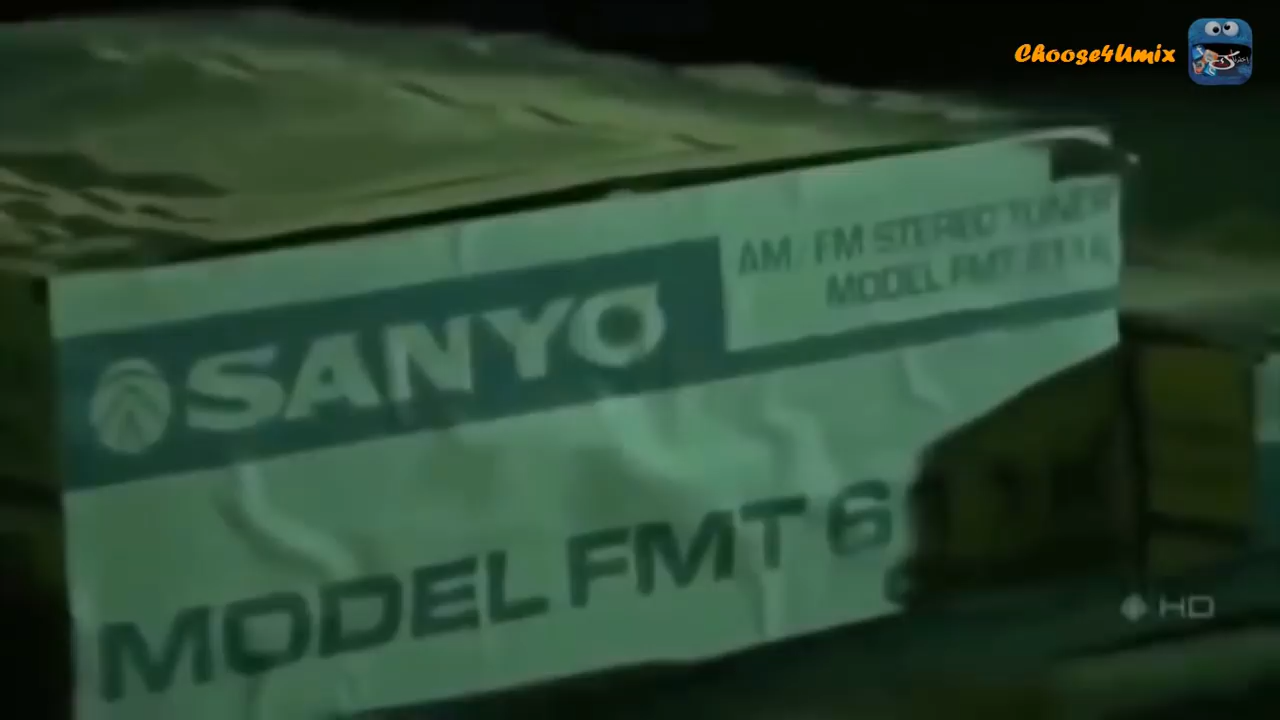 Choose4Umix
SANYO
AM/FM STEREO TUNER
MODEL FMT
MODEL FMT 6
HD